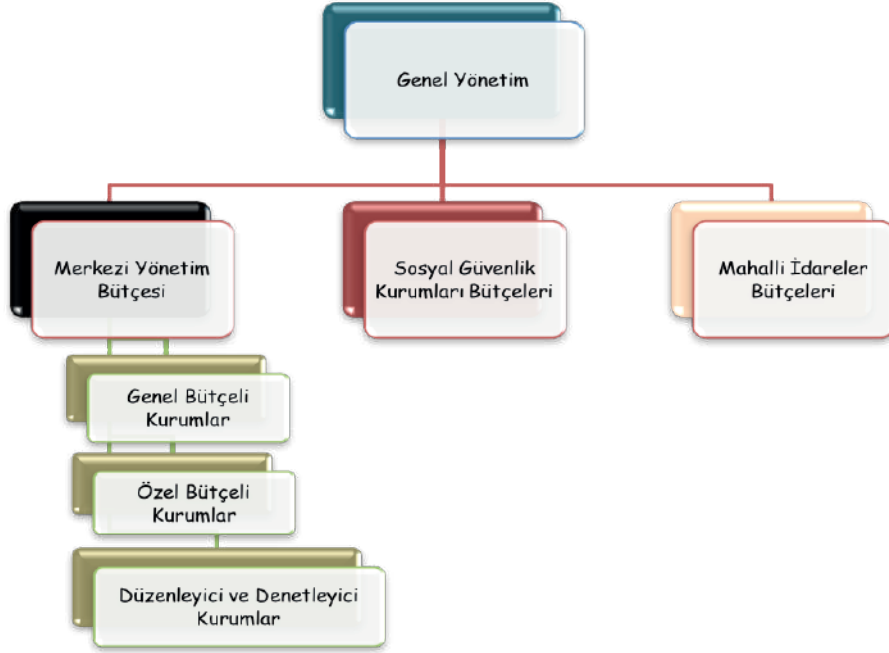 Genel Yönetim
Merkezi Yönetim
Bütçesi
Sosyal Güvenlik
Kurumları Bütçeleri
Mahalli İdareler
Bütçeleri
Genel Bütçeli
Kurumlar
Özel Bütçeli
Kurumlar
Düzenleyici ve Denetleyici
Kurumlar